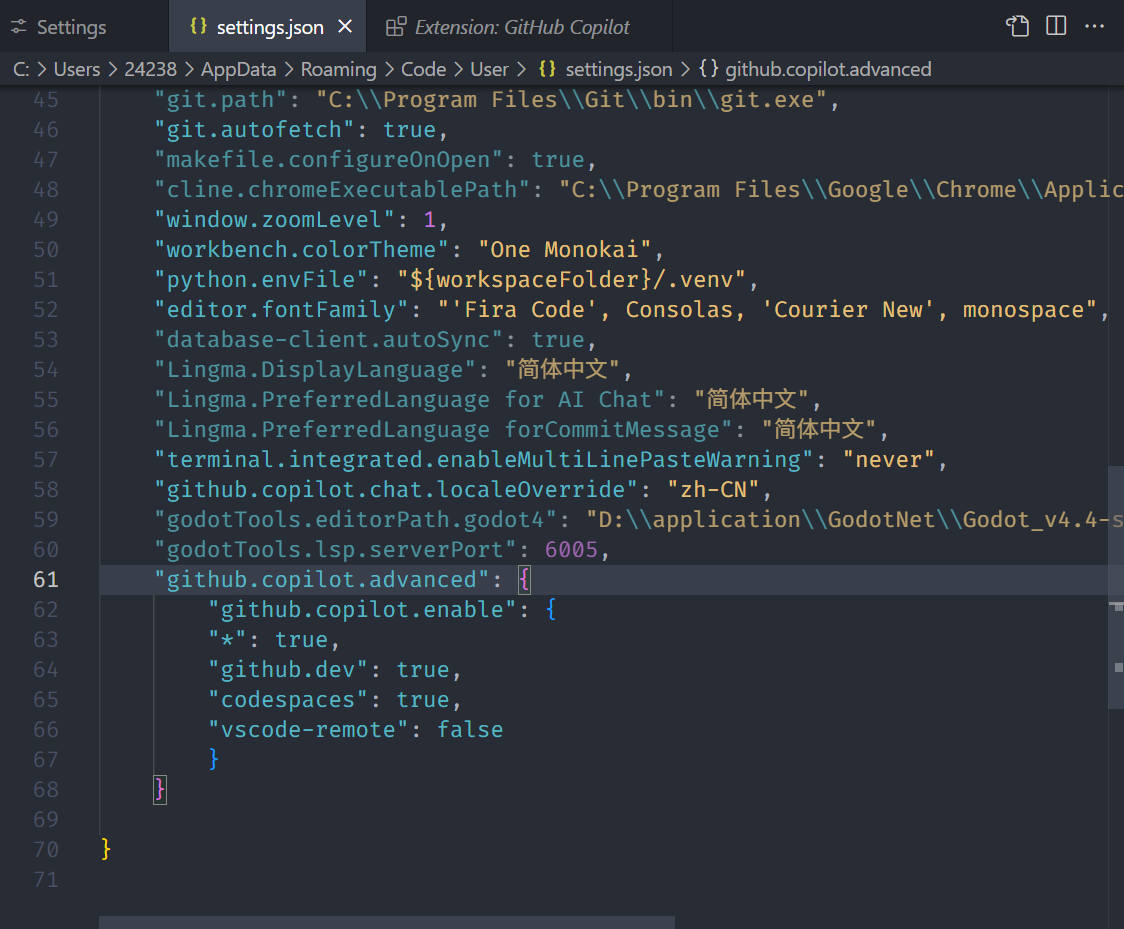 Settings
{} settings.json ×
Extension: GitHub Copilot
C: > Users > 24238 > AppData > Roaming > Code > User > {} settings.json > {} github.copilot.advanced
45 "git.path": "C:\\Program Files\\Git\\bin\\git.exe",
46 "git.autofetch": true,
47 "makefile.configureOnOpen": true,
48 "cline.chromeExecutablePath": "C:\\Program Files\\Google\\Chrome\\Applic
49 "window.zoomLevel": 1,
50 "workbench.colorTheme": "One Monokai",
51 "python.envFile": "${workspaceFolder}/.venv",
52 "editor.fontFamily": "'Fira Code', Consolas, 'Courier New', monospace",
53 "database-client.autoSync": true,
54 "Lingma.DisplayLanguage": "简体中文",
55 "Lingma.PreferredLanguage for AI Chat": "简体中文",
56 "Lingma.PreferredLanguage forCommitMessage": "简体中文",
57 "terminal.integrated.enableMultiLinePasteWarning": "never",
58 "github.copilot.chat.localeOverride": "zh-CN",
59 "godotTools.editorPath.godot4": "D:\\application\\GodotNet\\Godot_v4.4-s
60 "godotTools.lsp.serverPort": 6005,
61 "github.copilot.advanced": {
62 "github.copilot.enable": {
63 "*": true,
64 "github.dev": true,
65 "codespaces": true,
66 "vscode-remote": false
67 }
68 }
69
70 }
71